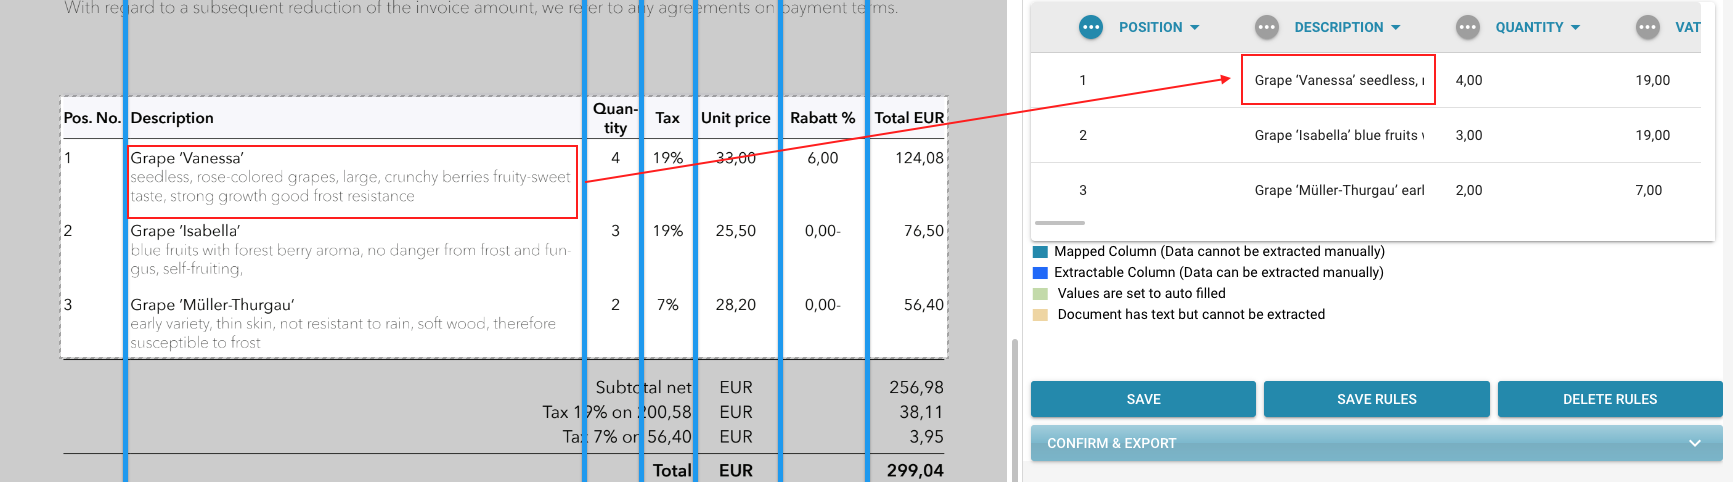 With regard to a subsequent reduction of the invoice amount, we refer to any agreements on payment terms.
Pos. No. Description Quan-tity Tax Unit price Rabatt % Total EUR
1 Grape ‘Vanessa’ 4 19% 33,00 6,00 124,08
seedless, rose-colored grapes, large, crunchy berries fruity-sweet
taste, strong growth good frost resistance
2 Grape ‘Isabella’ 3 19% 25,50 0,00- 76,50
blue fruits with forest berry aroma, no danger from frost and fun-
gus, self-fruiting,
3 Grape ‘Müller-Thurgau’ 2 7% 28,20 0,00- 56,40
early variety, thin skin, not resistant to rain, soft wood, therefore
susceptible to frost
Subtotal net EUR 256,98
Tax 19% on 200,58 EUR 38,11
Tax 7% on 56,40 EUR 3,95
Total EUR 299,04
POSITION DESCRIPTION QUANTITY VAT
1 Grape ‘Vanessa’ seedless, 4,00 19,00
2 Grape ‘Isabella’ blue fruits 3,00 19,00
3 Grape ‘Müller-Thurgau’ earl 2,00 7,00
Mapped Column (Data cannot be extracted manually)
Extractable Column (Data can be extracted manually)
Values are set to auto filled
Document has text but cannot be extracted
SAVE SAVE RULES DELETE RULES
CONFIRM & EXPORT